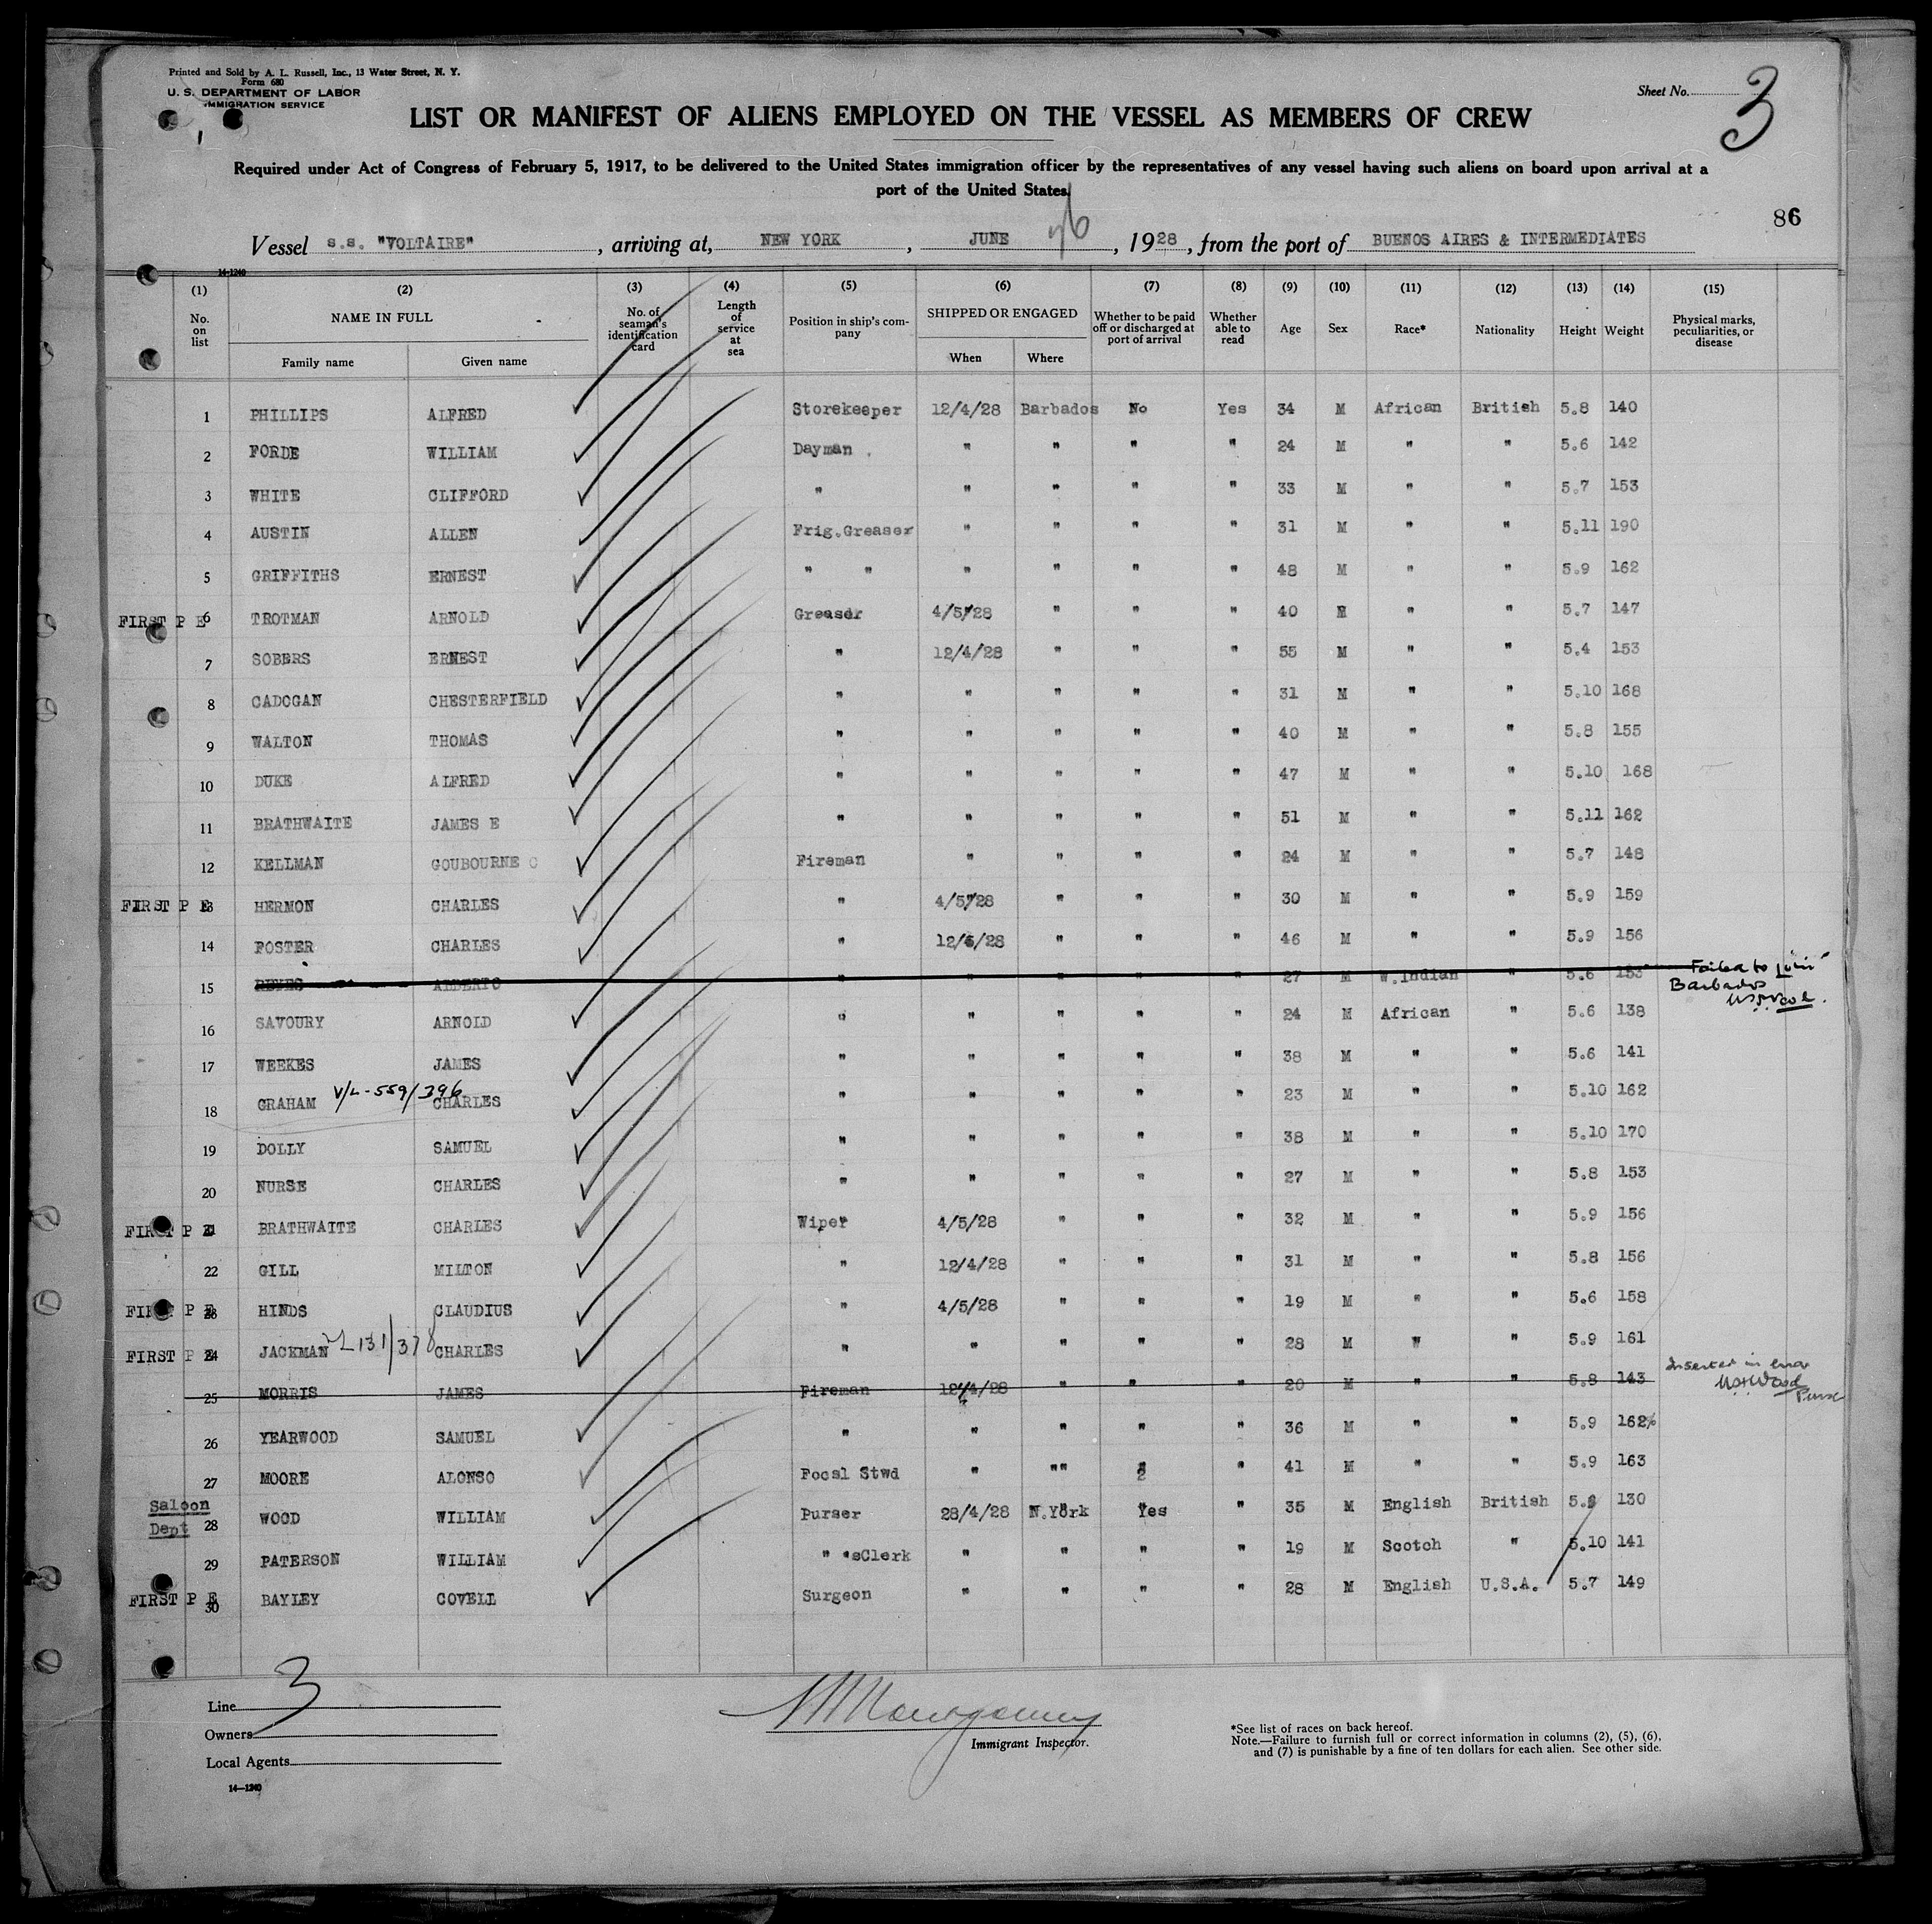 Printed and Sold by A. L. Russell, Inc., 13 Water Street, N. Y.
Form 680
U. S. DEPARTMENT OF LABOR
IMMIGRATION SERVICE
Sheet No. 3
LIST OR MANIFEST OF ALIENS EMPLOYED ON THE VESSEL AS MEMBERS OF CREW
Required under Act of Congress of February 5, 1917, to be delivered to the United States immigration officer by the representatives of any vessel having such aliens on board upon arrival at a
port of the United States.
86
Vessel s.s. "VOLTAIRE", arriving at, NEW YORK, JUNE, 1928, from the port of BUENOS AIRES & INTERMEDIATES
14-1240
(1) (2) (3) (4) (5) (6) (7) (8) (9) (10) (11) (12) (13) (14) (15)
No. on list NAME IN FULL No. of seaman's identification card Length of service at sea Position in ship's company SHIPPED OR ENGAGED Whether to be paid off or discharged at port of arrival Whether able to read Age Sex Race* Nationality Height Weight Physical marks, peculiarities, or disease
Family name Given name When Where
1 PHILLIPS ALFRED Storekeeper 12/4/28 Barbados No Yes 34 M African British 5.8 140
2 FORDE WILLIAM Dayman " " " " 24 M " " 5.6 142
3 WHITE CLIFFORD " " " " " 33 M " " 5.7 153
4 AUSTIN ALLEN Frig.Greaser " " " " 31 M " " 5.11 190
5 GRIFFITHS ERNEST " " " " " " 48 M " " 5.9 162
FIRST P E 6 TROTMAN ARNOLD Greaser 4/5/28 " " " 40 M " " 5.7 147
7 SOBERS ERNEST " 12/4/28 " " " 55 M " " 5.4 153
8 CADOGAN CHESTERFIELD " " " " " 31 M " " 5.10 168
9 WALTON THOMAS " " " " " 40 M " " 5.8 155
10 DUKE ALFRED " " " " " 47 M " " 5.10 168
11 BRATHWAITE JAMES E " " " " " 51 M " " 5.11 162
12 KELLMAN GOUBOURNE C Fireman " " " " 24 M " " 5.7 148
FIRST P E 13 HERMON CHARLES " 4/5/28 " " " 30 M " " 5.9 159
14 FOSTER CHARLES " 12/4/28 " " " 46 M " " 5.9 156
15 REYES ALBERTO " " " " " 27 M W.Indian " 5.6 153 Failed to join
Barbados
16 SAVOURY ARNOLD " " " " " 24 M African " 5.6 138
17 WEEKES JAMES " " " " " 38 M " " 5.6 141
18 GRAHAM V/L-559/396 CHARLES " " " " " 23 M " " 5.10 162
19 DOLLY SAMUEL " " " " " 38 M " " 5.10 170
20 NURSE CHARLES " " " " " 27 M " " 5.8 153
FIRST P E 21 BRATHWAITE CHARLES Wiper 4/5/28 " " " 32 M " " 5.9 156
22 GILL MILTON " 12/4/28 " " " 31 M " " 5.8 156
FIRST P E 23 HINDS CLAUDIUS " 4/5/28 " " " 19 M " " 5.6 158
FIRST P E 24 JACKMAN L131/378 CHARLES " " " " " 28 M " " 5.9 161
25 MORRIS JAMES Fireman 12/4/28 " " " 20 M " " 5.8 143 Inserted in error
Wood
Purser
26 YEARWOOD SAMUEL " " " " " 36 M " " 5.9 162
27 MOORE ALONSO Focsl Stwd " "" " " 41 M " " 5.9 163
Saloon
Dept 28 WOOD WILLIAM Purser 28/4/28 N.York Yes " 35 M English British 130
29 PATERSON WILLIAM " "sClerk " " " " 19 M Scotch " 5.10 141
FIRST P E 30 BAYLEY COVELL Surgeon " " " " 28 M English U.S.A. 5.7 149
Line 3
Owners
Local Agents
14-1240
Montgomery
Immigrant Inspector.
*See list of races on back hereof.
Note.—Failure to furnish full or correct information in columns (2), (5), (6),
and (7) is punishable by a fine of ten dollars for each alien. See other side.